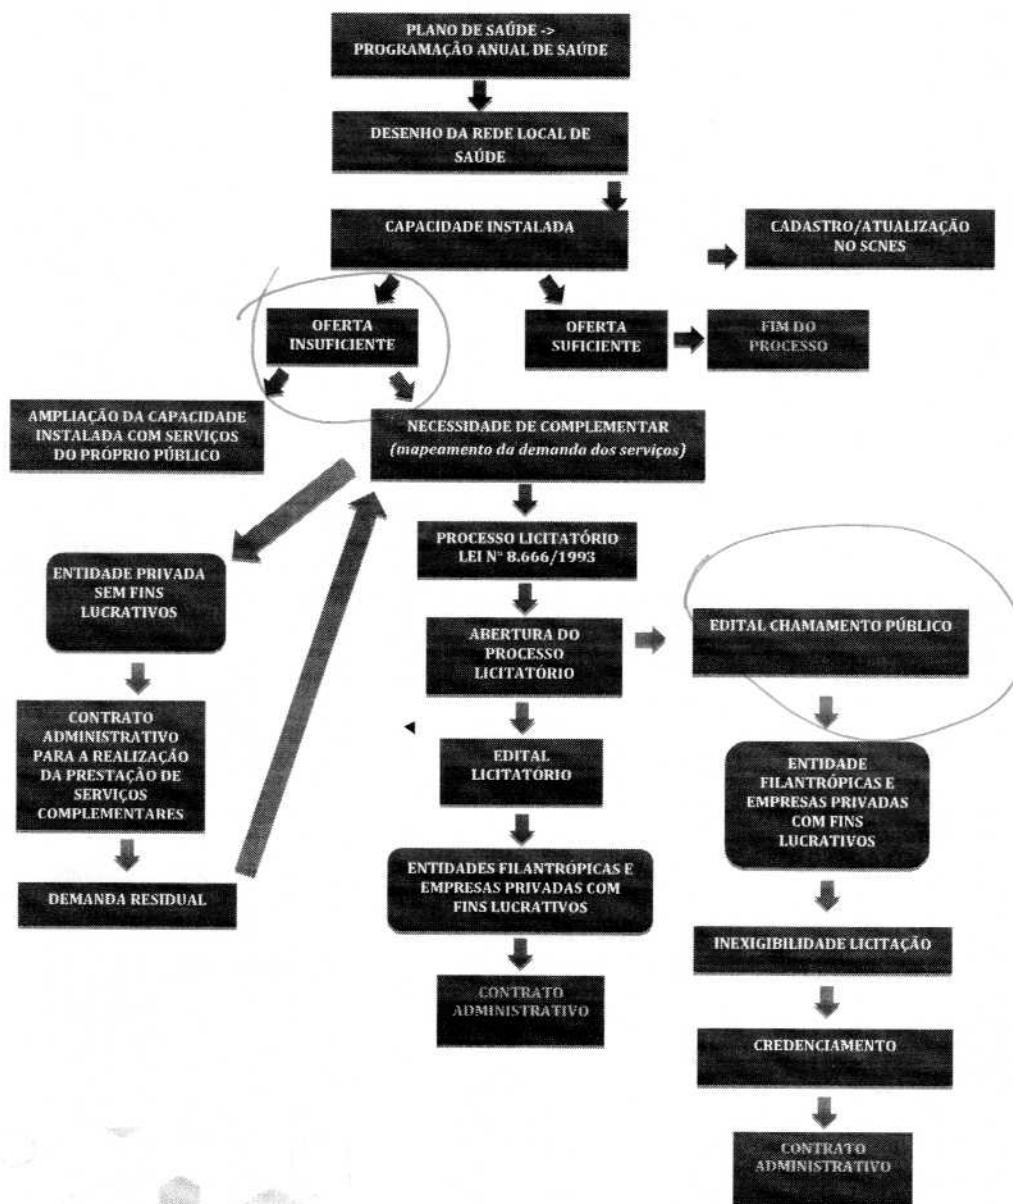 PLANO DE SAÚDE ->
PROGRAMAÇÃO ANUAL DE SAÚDE
DESENHO DA REDE LOCAL DE
SAÚDE
CAPACIDADE INSTALADA
CADASTRO/ATUALIZAÇÃO
NO SCNES
OFERTA
INSUFICIENTE
OFERTA
SUFICIENTE
FIM DO
PROCESSO
AMPLIAÇÃO DA CAPACIDADE
INSTALADA COM SERVIÇOS
DO PRÓPRIO PÚBLICO
NECESSIDADE DE COMPLEMENTAR
(mapeamento da demanda dos serviços)
PROCESSO LICITATÓRIO
LEI N° 8.666/1993
ENTIDADE PRIVADA
SEM FINS
LUCRATIVOS
ABERTURA DO
PROCESSO
LICITATÓRIO
EDITAL CHAMAMENTO PÚBLICO
CONTRATO
ADMINISTRATIVO
PARA A REALIZAÇÃO
DA PRESTAÇÃO DE
SERVIÇOS
COMPLEMENTARES
EDITAL
LICITATÓRIO
ENTIDADE
FILANTRÓPICAS E
EMPRESAS PRIVADAS
COM FINS
LUCRATIVOS
DEMANDA RESIDUAL
ENTIDADES FILANTRÓPICAS E
EMPRESAS PRIVADAS COM
FINS LUCRATIVOS
INEXIGIBILIDADE LICITAÇÃO
CONTRATO
ADMINISTRATIVO
CREDENCIAMENTO
CONTRATO
ADMINISTRATIVO